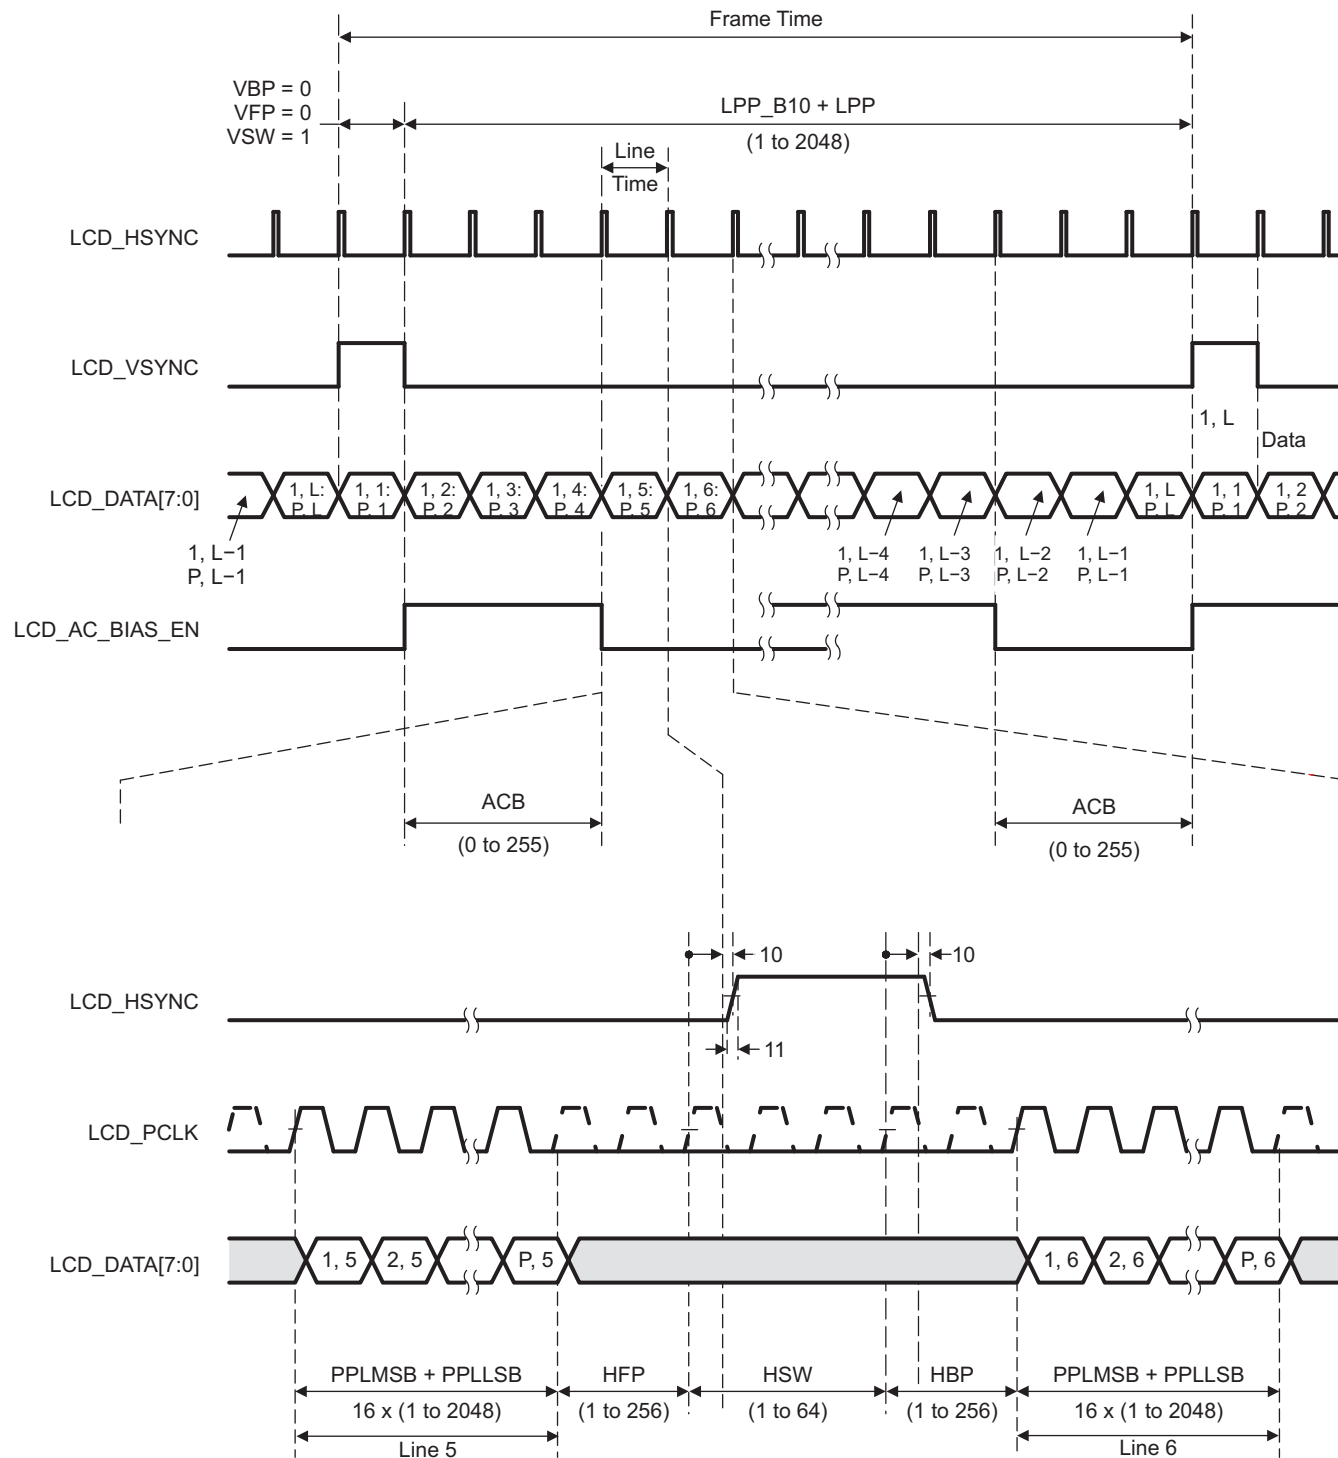 Frame Time
VBP = 0
VFP = 0
VSW = 1
LPP_B10 + LPP
(1 to 2048)
Line
Time
LCD_HSYNC
LCD_VSYNC
1, L
Data
LCD_DATA[7:0]
1, L: 1, 1: 1, 2: 1, 3: 1, 4: 1, 5: 1, 6: 1, L 1, 1 1, 2
P, L P, 1 P, 2 P, 3 P, 4 P, 5 P, 6 P, L P, 1 P, 2
1, L−1 1, L−4 1, L−3 1, L−2 1, L−1
P, L−1 P, L−4 P, L−3 P, L−2 P, L−1
LCD_AC_BIAS_EN
ACB ACB
(0 to 255) (0 to 255)
10 10
LCD_HSYNC
11
LCD_PCLK
LCD_DATA[7:0] 1, 5 2, 5 P, 5 1, 6 2, 6 P, 6
PPLMSB + PPLLSB HFP HSW HBP PPLMSB + PPLLSB
16 x (1 to 2048) (1 to 256) (1 to 64) (1 to 256) 16 x (1 to 2048)
Line 5 Line 6